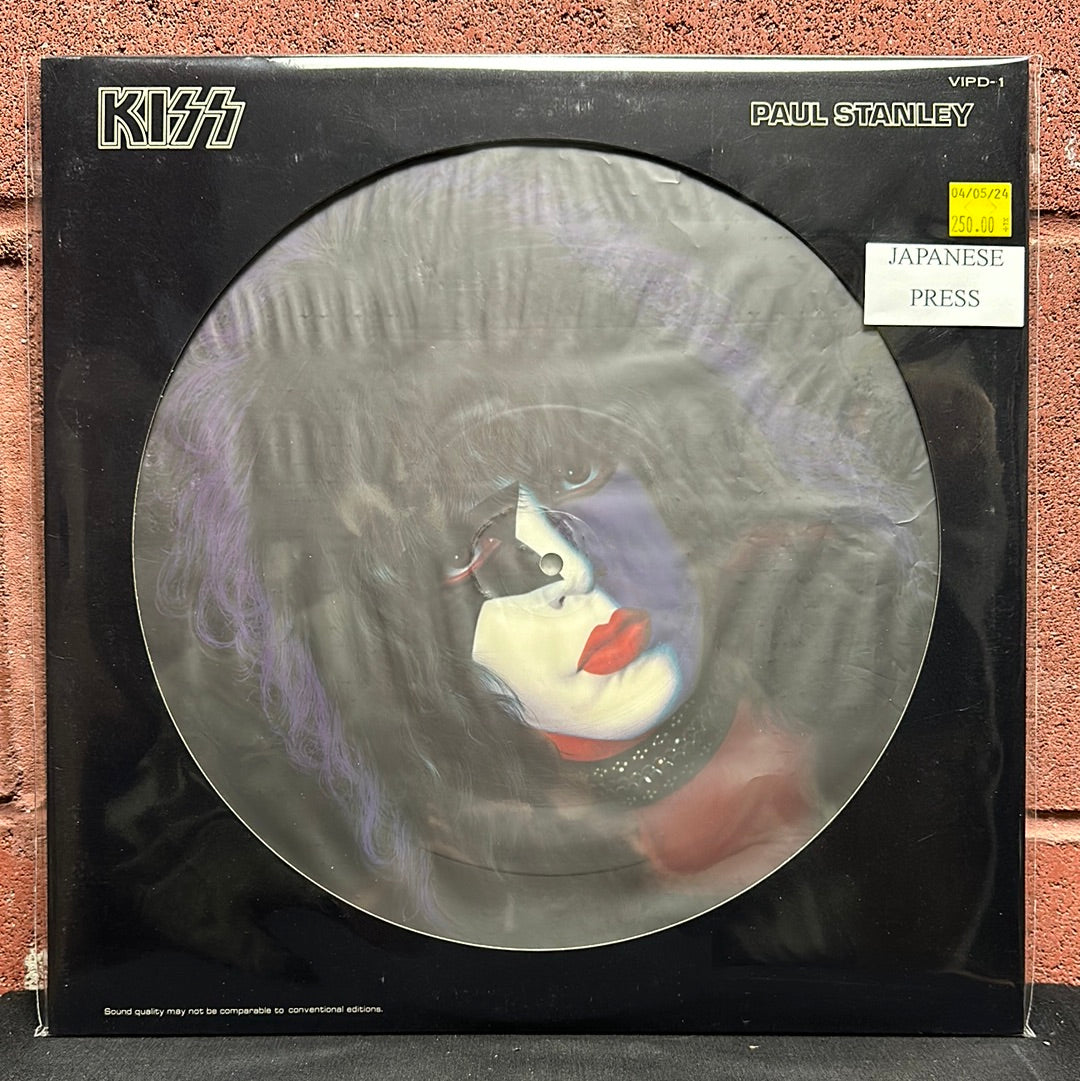 KISS
VIPD-1
PAUL STANLEY
04/05/24
250.00
JAPANESE
PRESS
Sound quality may not be comparable to conventional editions.